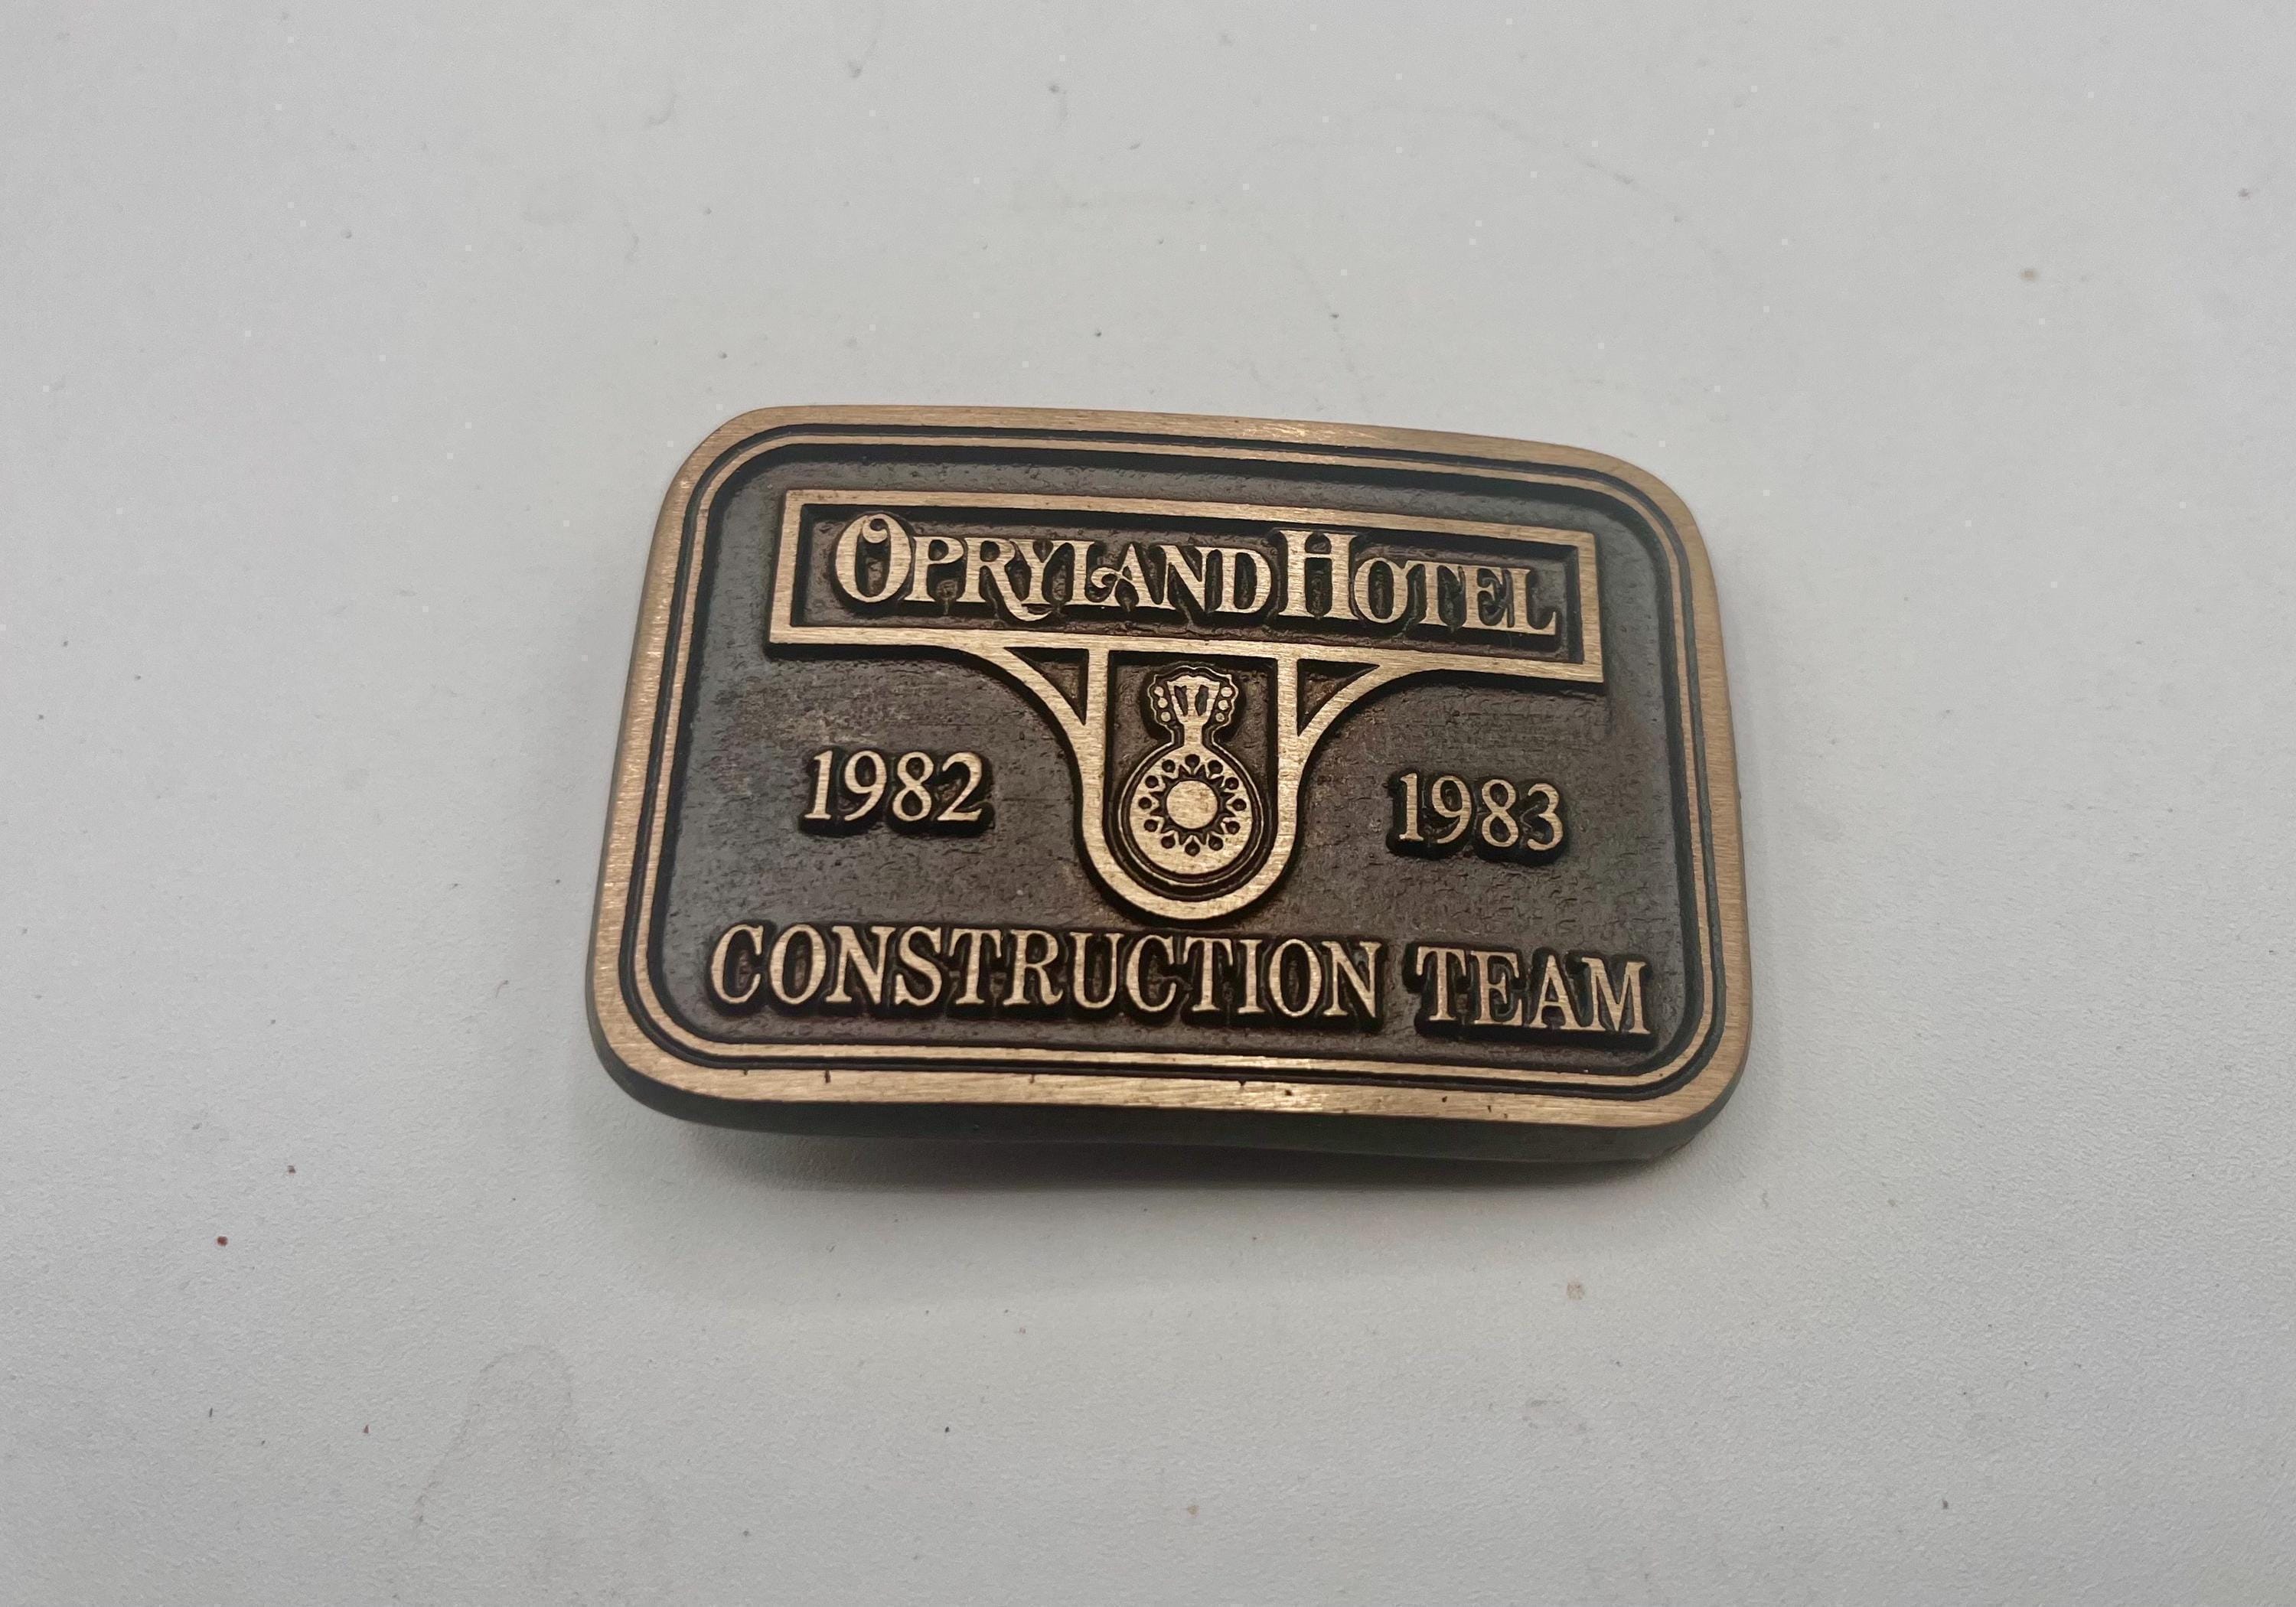 OPRYLAND HOTEL
1982 1983
CONSTRUCTION TEAM